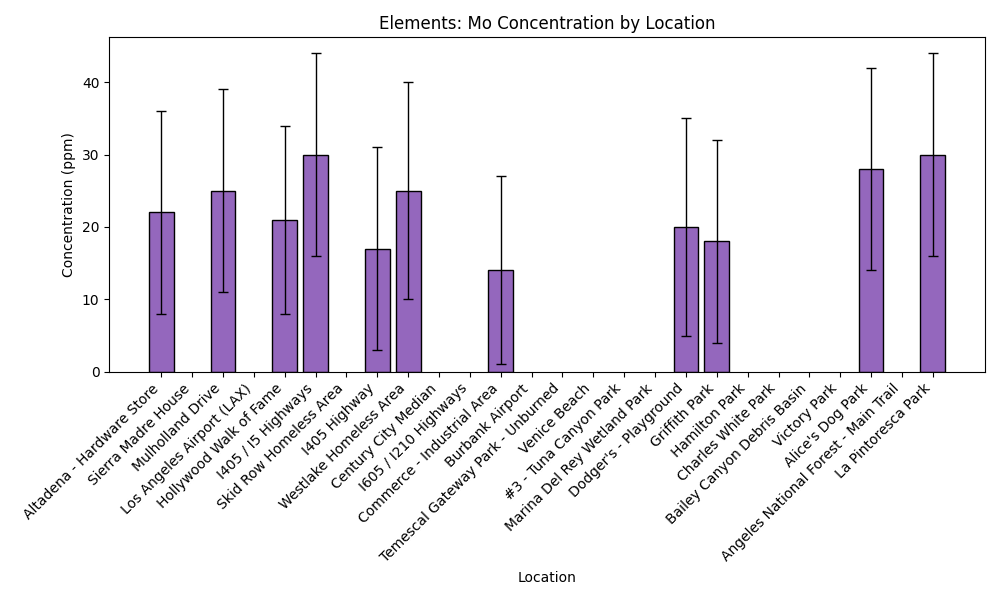 Elements: Mo Concentration by Location
Concentration (ppm)
40
30
20
10
0
Altadena - Hardware Store
Sierra Madre House
Mulholland Drive
Los Angeles Airport (LAX)
Hollywood Walk of Fame
I405 / I5 Highways
Skid Row Homeless Area
I405 Highway
Westlake Homeless Area
Century City Median
I605 / I210 Highways
Commerce - Industrial Area
Burbank Airport
Temescal Gateway Park - Unburned
Venice Beach
#3 - Tuna Canyon Park
Marina Del Rey Wetland Park
Dodger's - Playground
Griffith Park
Hamilton Park
Charles White Park
Bailey Canyon Debris Basin
Victory Park
Alice's Dog Park
Angeles National Forest - Main Trail
La Pintoresca Park
Location